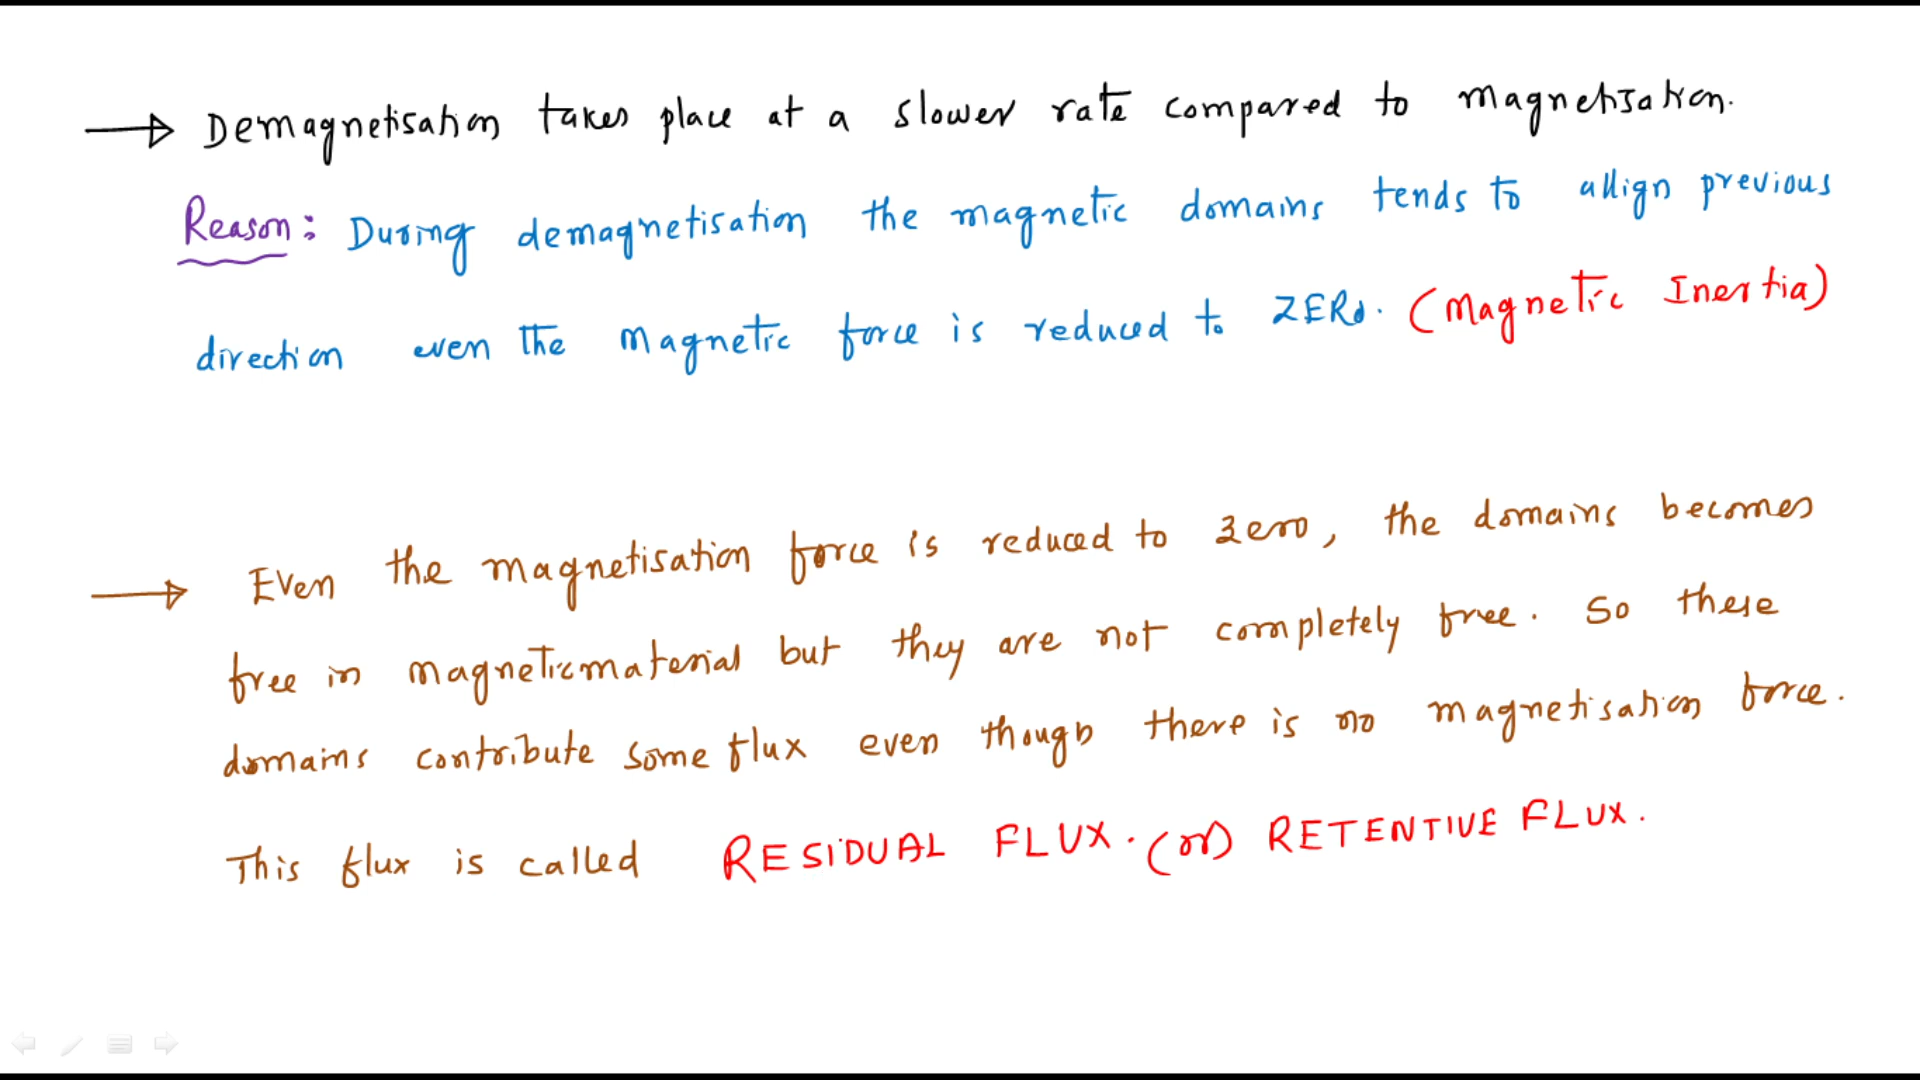 Demagnetisation takes place at a slower rate compared to magnetisation.
Reason: During demagnetisation the magnetic domains tends to allign previous
direction even the magnetic force is reduced to ZERO. (Magnetic Inertia)
Even the magnetisation force is reduced to zero, the domains becomes
free in magnetic material but they are not completely free. So these
domains contribute some flux even though there is no magnetisation force.
This flux is called RESIDUAL FLUX. (or) RETENTIVE FLUX.